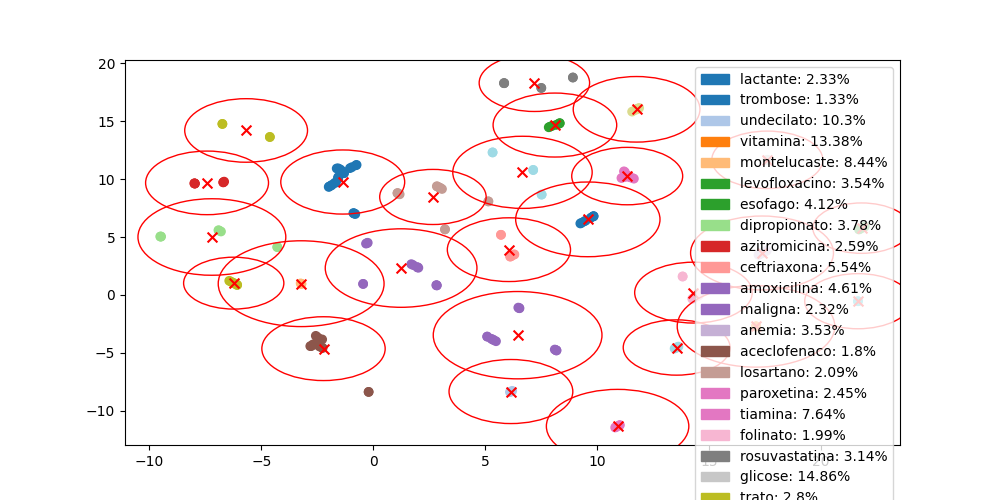 20
15
10
5
0
−5
−10
−10
−5
0
5
10
15
20
lactante: 2.33%
trombose: 1.33%
undecilato: 10.3%
vitamina: 13.38%
montelucaste: 8.44%
levofloxacino: 3.54%
esofago: 4.12%
dipropionato: 3.78%
azitromicina: 2.59%
ceftriaxona: 5.54%
amoxicilina: 4.61%
maligna: 2.32%
anemia: 3.53%
aceclofenaco: 1.8%
losartano: 2.09%
paroxetina: 2.45%
tiamina: 7.64%
folinato: 1.99%
rosuvastatina: 3.14%
glicose: 14.86%
trato: 2.8%